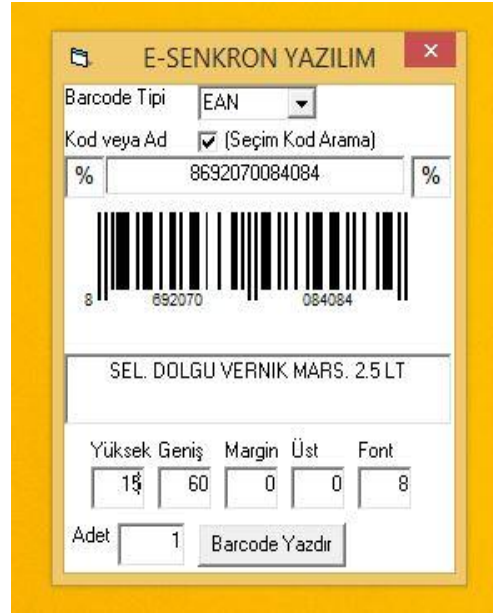 E-SENKRON YAZILIM
Barcode Tipi EAN
Kod veya Ad (Seçim Kod Arama)
% 8692070084084 %
8 692070 084084
SEL. DOLGU VERNIK MARS. 2.5 LT
Yüksek Geniş Margin Üst Font
15 60 0 0 8
Adet 1 Barcode Yazdır